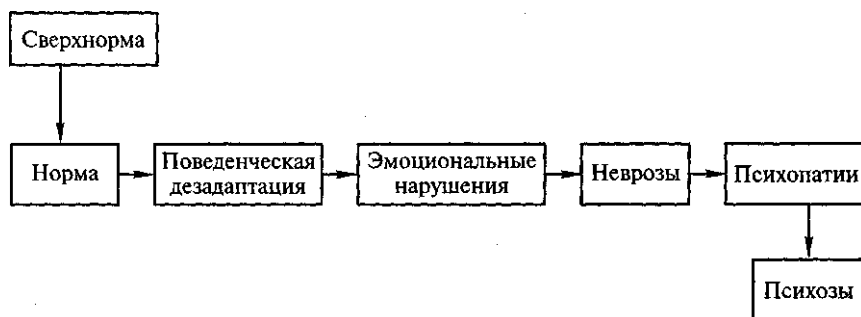 Сверхнорма
Норма
Поведенческая
дезадаптация
Эмоциональные
нарушения
Неврозы
Психопатии
Психозы